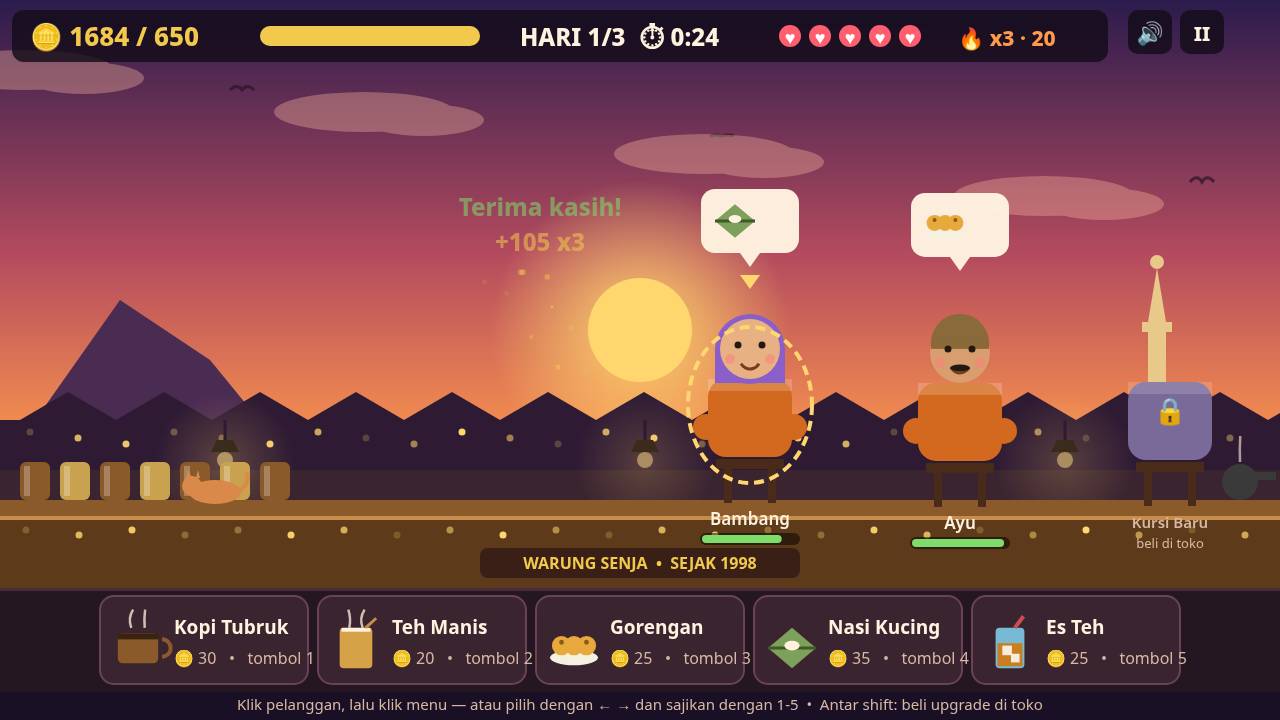 1684 / 650
HARI 1/3 0:24
x3 · 20
II
Terima kasih!
+105 x3
Bambang
Ayu
Kursi Baru
beli di toko
WARUNG SENJA • SEJAK 1998
Kopi Tubruk
30 • tombol 1
Teh Manis
20 • tombol 2
Gorengan
25 • tombol 3
Nasi Kucing
35 • tombol 4
Es Teh
25 • tombol 5
Klik pelanggan, lalu klik menu — atau pilih dengan ← → dan sajikan dengan 1-5 • Antar shift: beli upgrade di toko